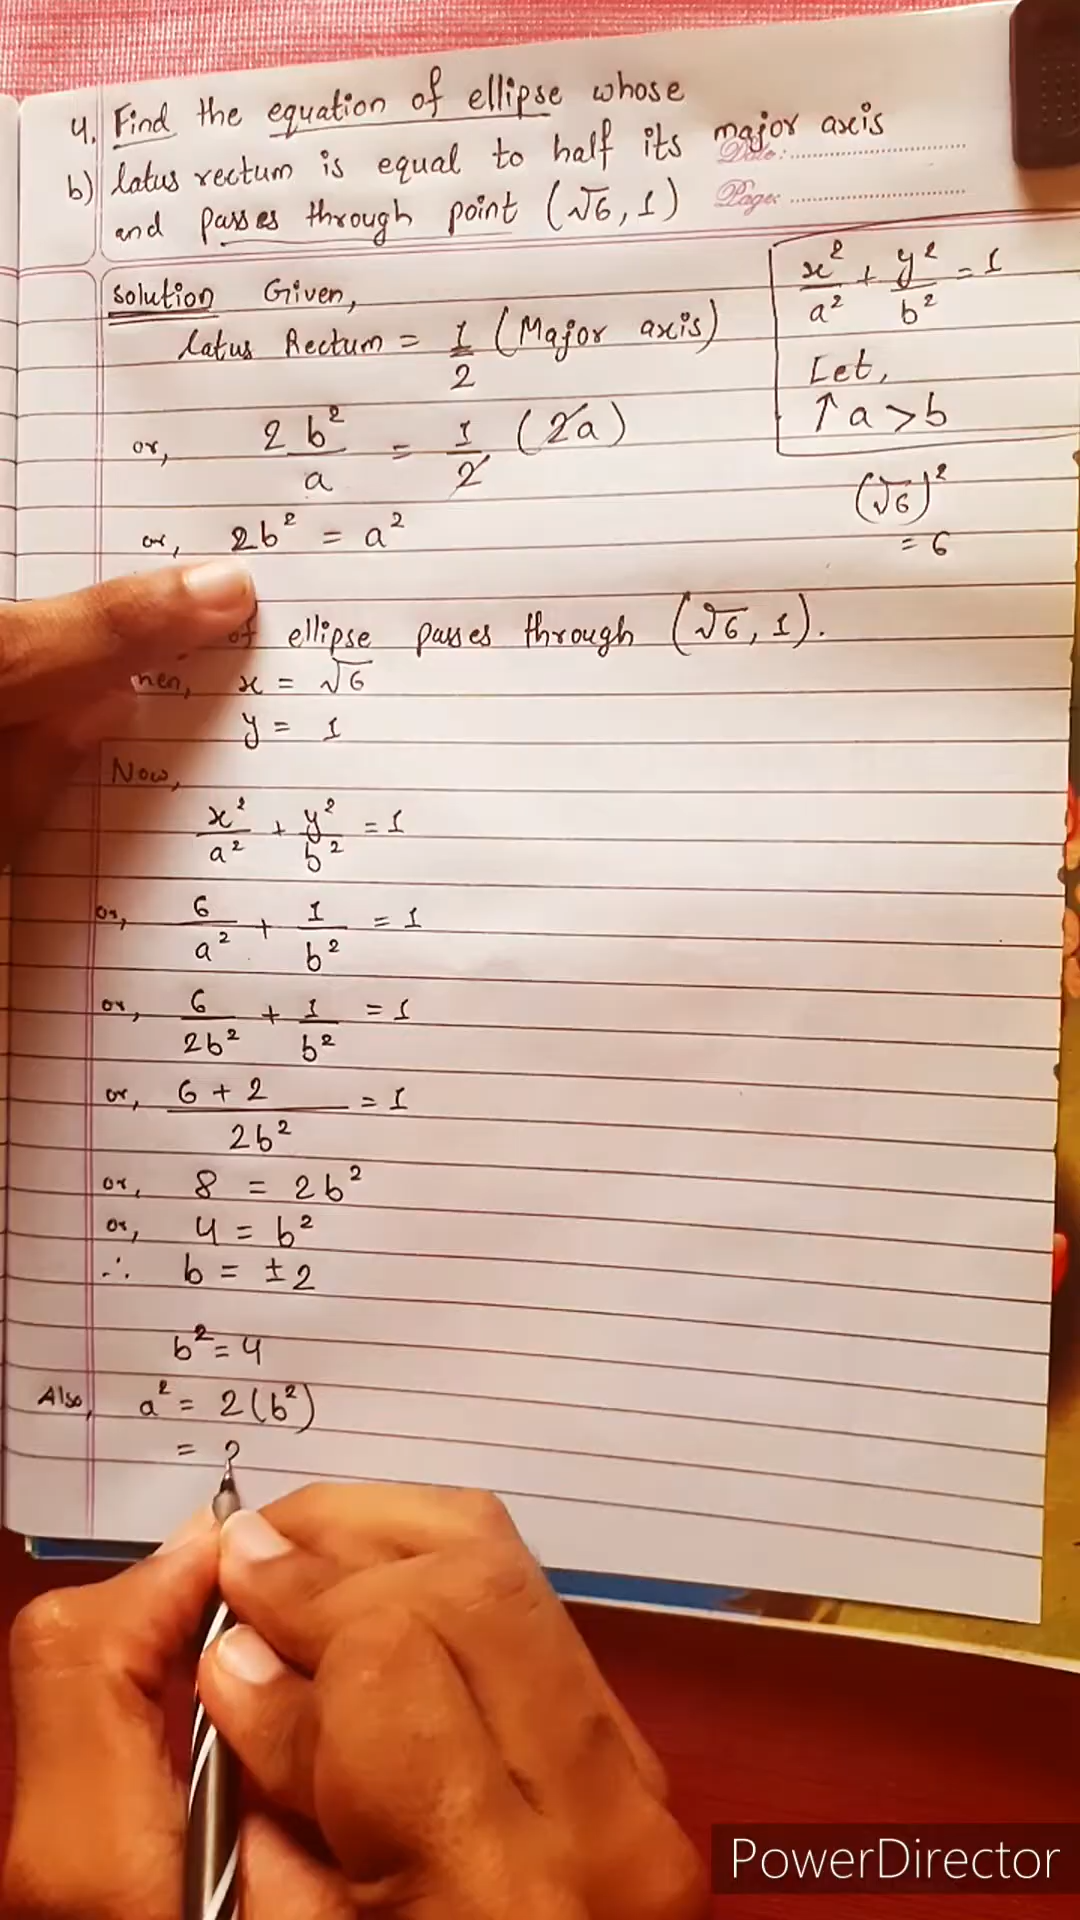 4. Find the equation of ellipse whose
b) latus rectum is equal to half its major axis
and passes through point (√6, 1)
Date:
Page:
Solution Given,
Latus Rectum = 1/2 (Major axis)
x²/a² + y²/b² = 1
Let,
↑ a > b
or, 2b²/a = 1/2 (2a)
(√6)²
= 6
or, 2b² = a²
of ellipse passes through (√6, 1).
hen, x = √6
y = 1
Now,
x²/a² + y²/b² = 1
or, 6/a² + 1/b² = 1
or, 6/2b² + 1/b² = 1
or, 6 + 2/2b² = 1
or, 8 = 2b²
or, 4 = b²
∴ b = ±2
b² = 4
Also, a² = 2(b²)
= 2
PowerDirector